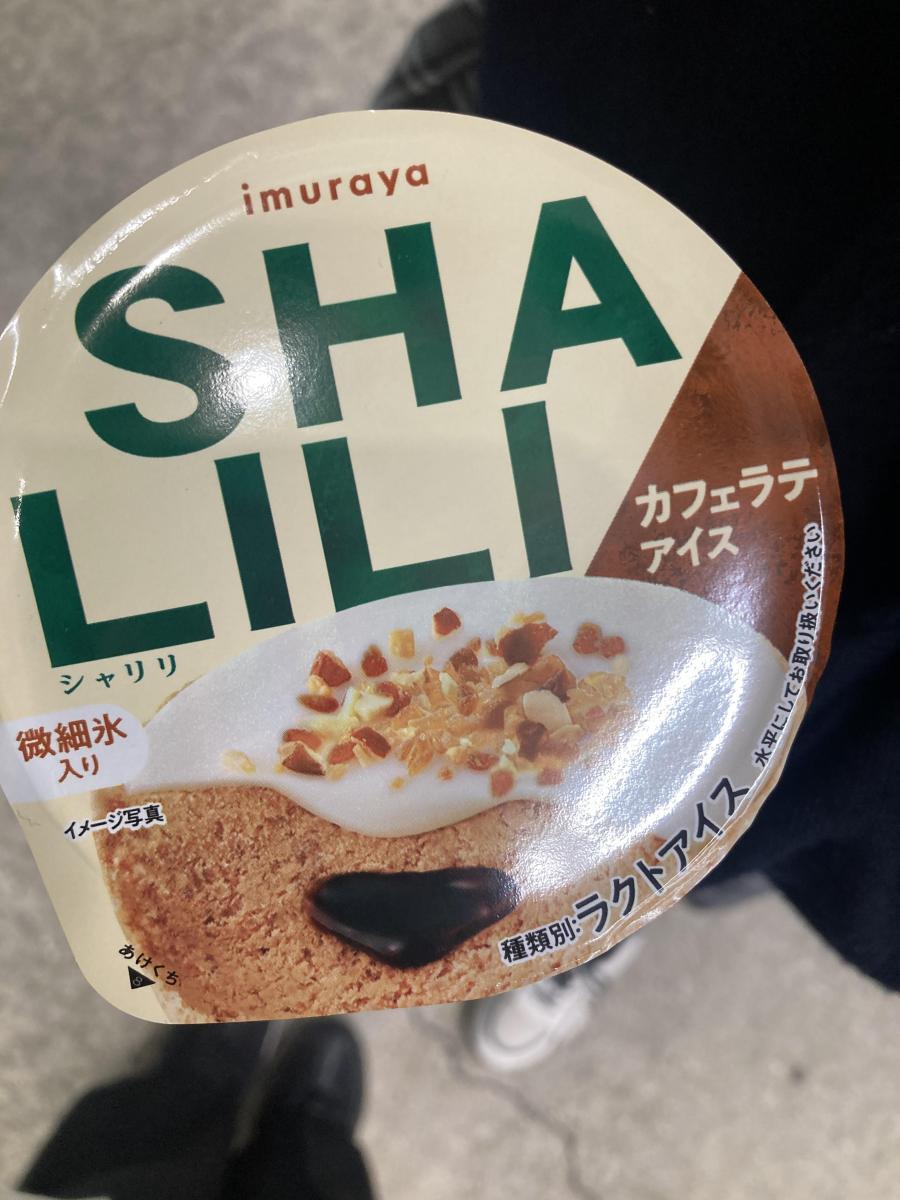 imuraya
SHA
LILI
シャリリ
カフェラテ
アイス
微細氷
入り
イメージ写真
水平にしてお取り扱いください
種類別:ラクトアイス
あけくち